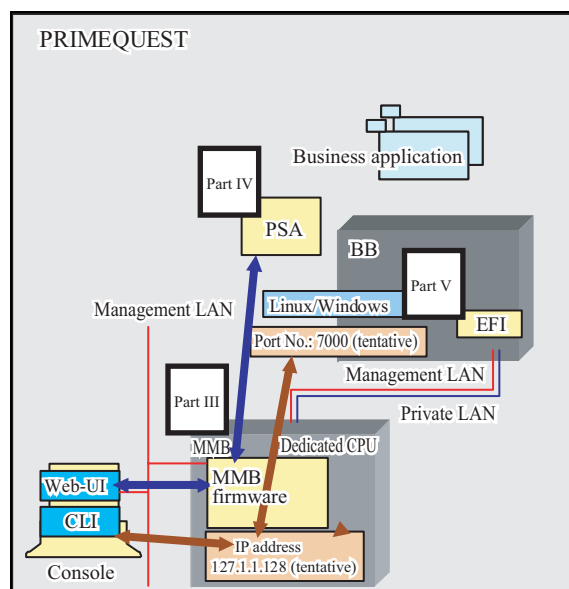 PRIMEQUEST
Business application
Part IV
PSA
BB
Part V
Linux/Windows
EFI
Management LAN
Port No.: 7000 (tentative)
Management LAN
Part III
Private LAN
MMB
Dedicated CPU
Web-UI
MMB
firmware
CLI
IP address
127.1.1.128 (tentative)
Console